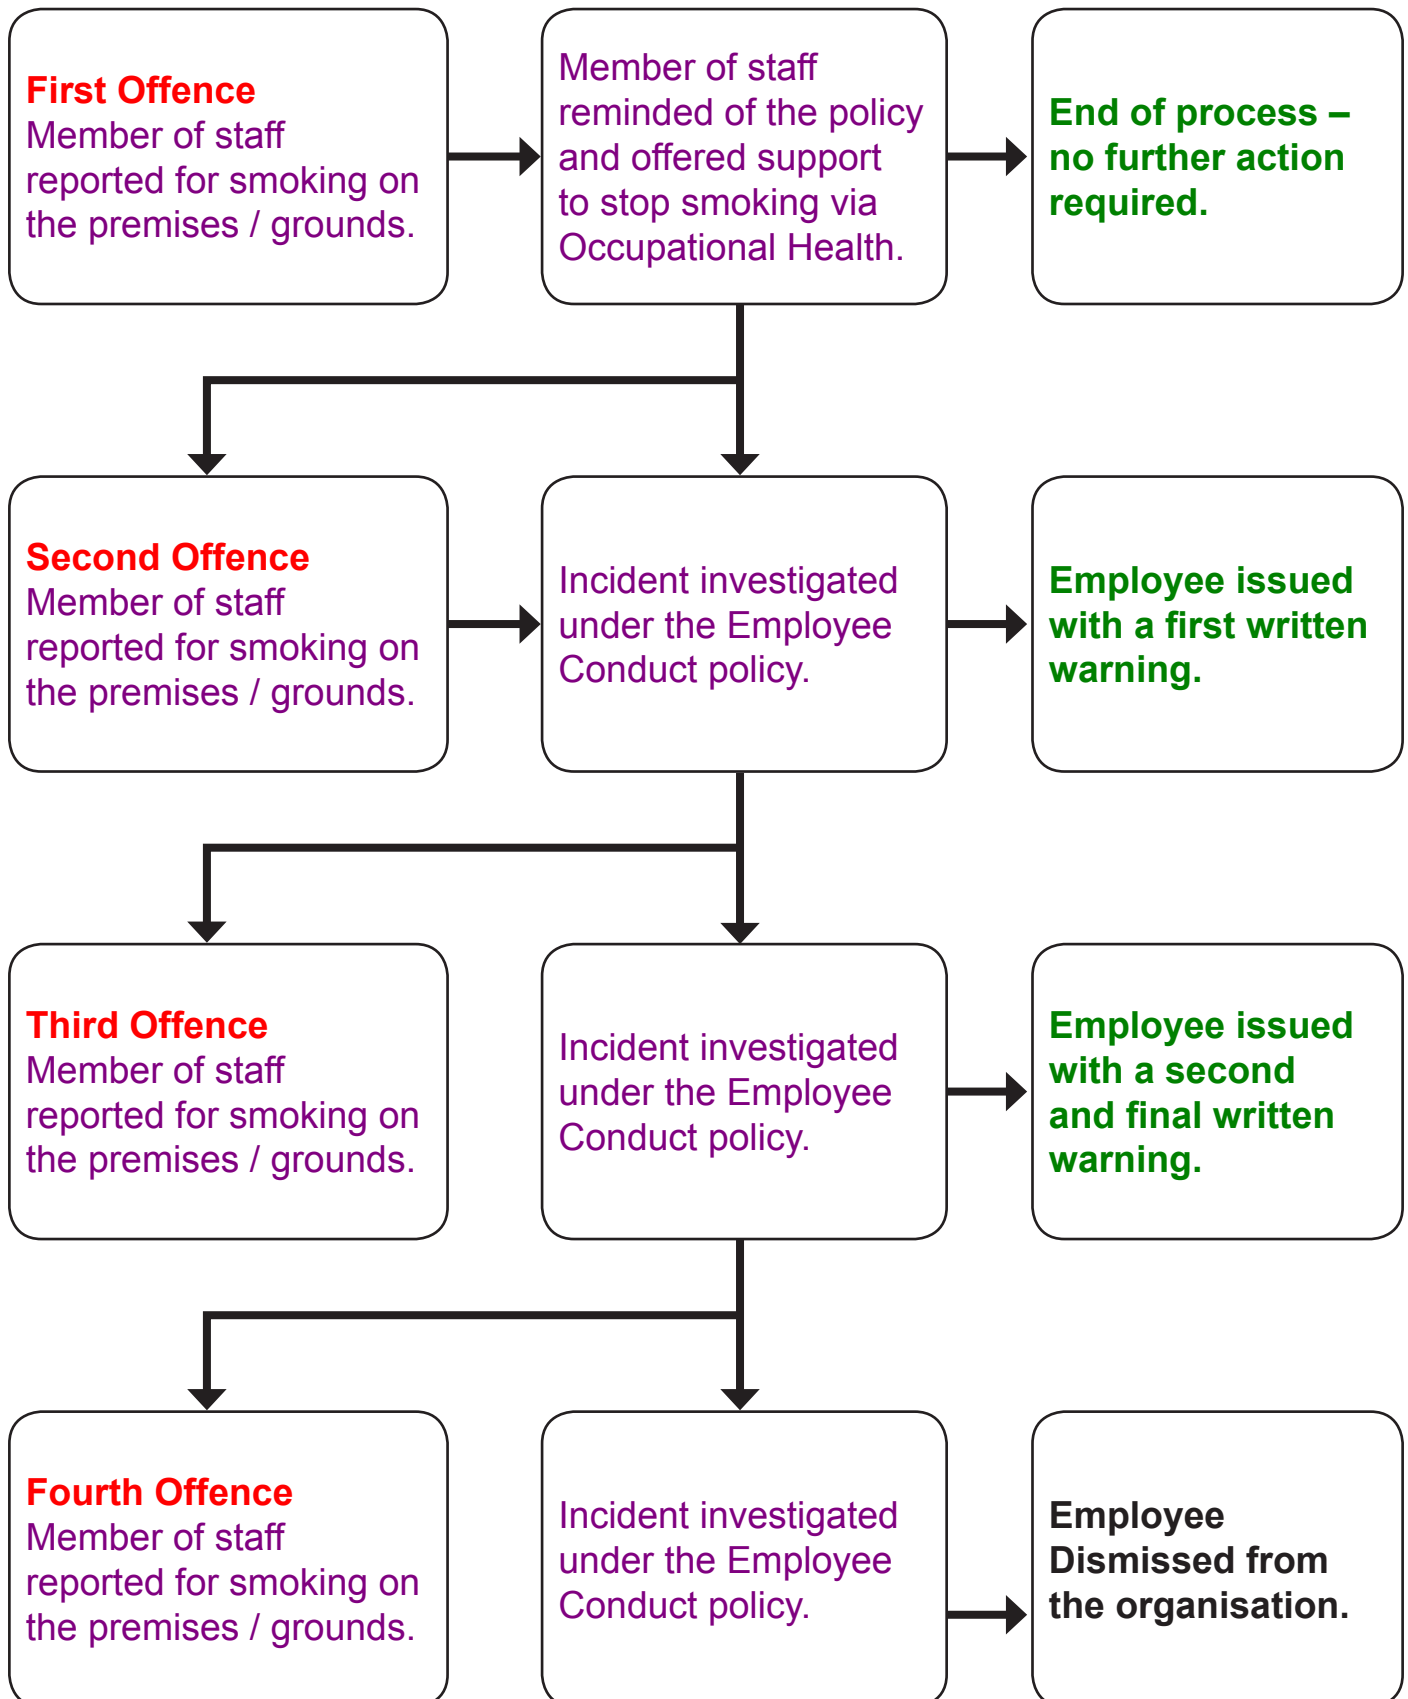 First Offence
Member of staff
reported for smoking on
the premises / grounds.
Member of staff
reminded of the policy
and offered support
to stop smoking via
Occupational Health.
End of process –
no further action
required.
Second Offence
Member of staff
reported for smoking on
the premises / grounds.
Incident investigated
under the Employee
Conduct policy.
Employee issued
with a first written
warning.
Third Offence
Member of staff
reported for smoking on
the premises / grounds.
Incident investigated
under the Employee
Conduct policy.
Employee issued
with a second
and final written
warning.
Fourth Offence
Member of staff
reported for smoking on
the premises / grounds.
Incident investigated
under the Employee
Conduct policy.
Employee
Dismissed from
the organisation.